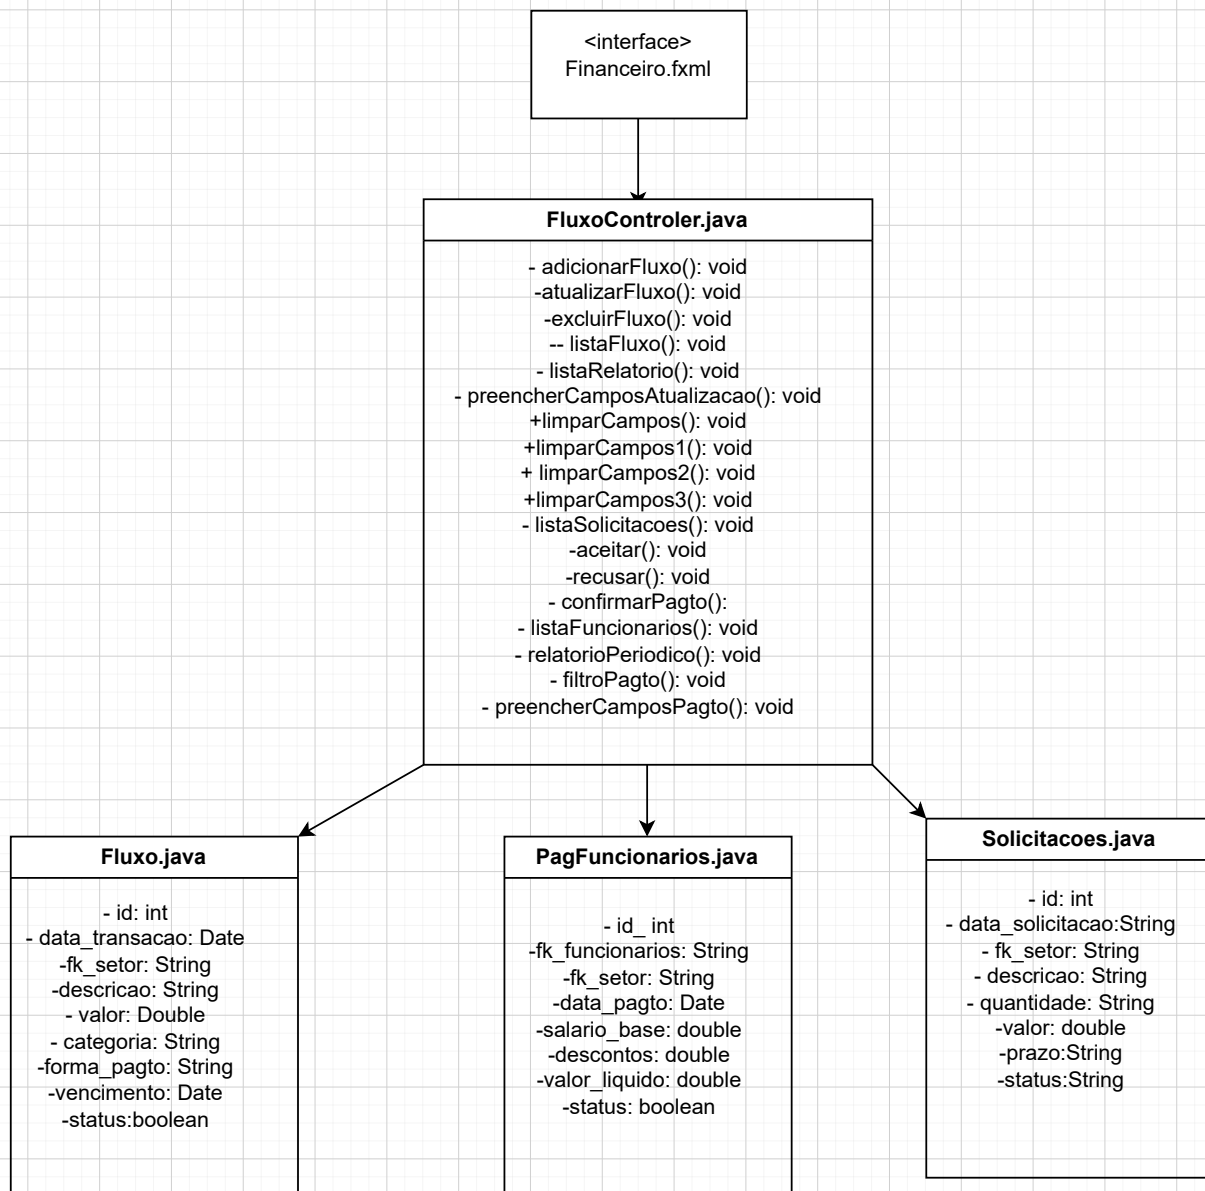 <interface>
Financeiro.fxml
FluxoControler.java
- adicionarFluxo(): void
-atualizarFluxo(): void
-excluirFluxo(): void
-- listaFluxo(): void
- listaRelatorio(): void
- preencherCamposAtualizacao(): void
+limparCampos(): void
+limparCampos1(): void
+ limparCampos2(): void
+limparCampos3(): void
- listaSolicitacoes(): void
-aceitar(): void
-recusar(): void
- confirmarPagto():
- listaFuncionarios(): void
- relatorioPeriodico(): void
- filtroPagto(): void
- preencherCamposPagto(): void
Fluxo.java
- id: int
- data_transacao: Date
-fk_setor: String
-descricao: String
- valor: Double
- categoria: String
-forma_pagto: String
-vencimento: Date
-status:boolean
PagFuncionarios.java
- id_ int
-fk_funcionarios: String
-fk_setor: String
-data_pagto: Date
-salario_base: double
-descontos: double
-valor_liquido: double
-status: boolean
Solicitacoes.java
- id: int
- data_solicitacao:String
- fk_setor: String
- descricao: String
- quantidade: String
-valor: double
-prazo:String
-status:String